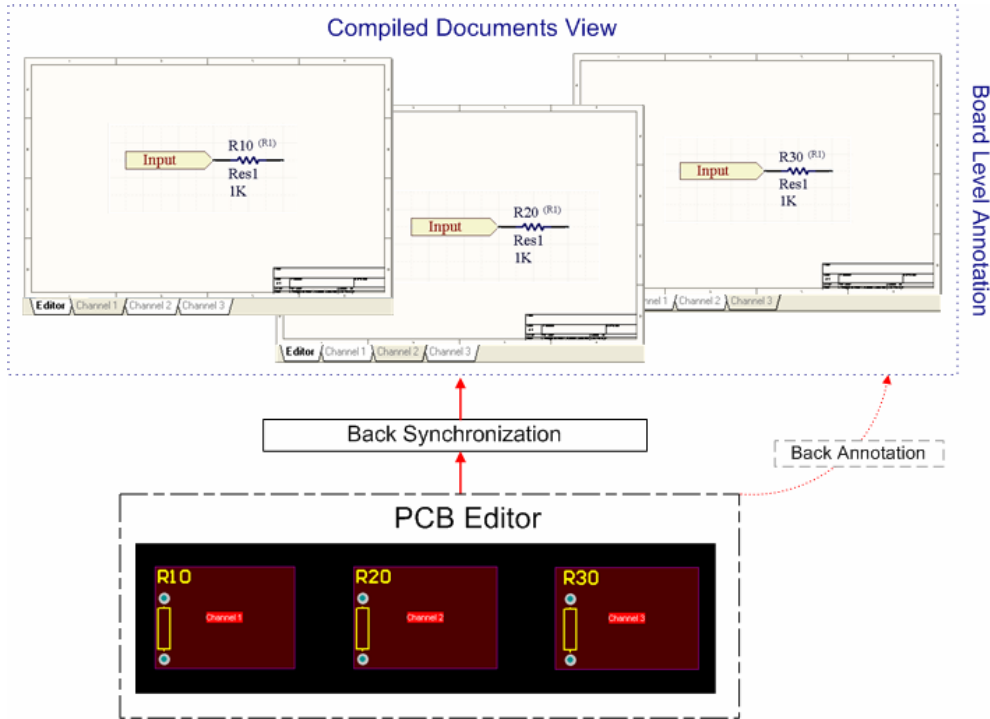 Compiled Documents View
Board Level Annotation
R10 (R1)
Input
Res1
1K
Editor Channel 1 Channel 2 Channel 3
R20 (R1)
Input
Res1
1K
Editor Channel 1 Channel 2 Channel 3
R30 (R1)
Input
Res1
1K
Channel 2 Channel 3
Back Synchronization
Back Annotation
PCB Editor
R10
Channel 1
R20
Channel 2
R30
Channel 3